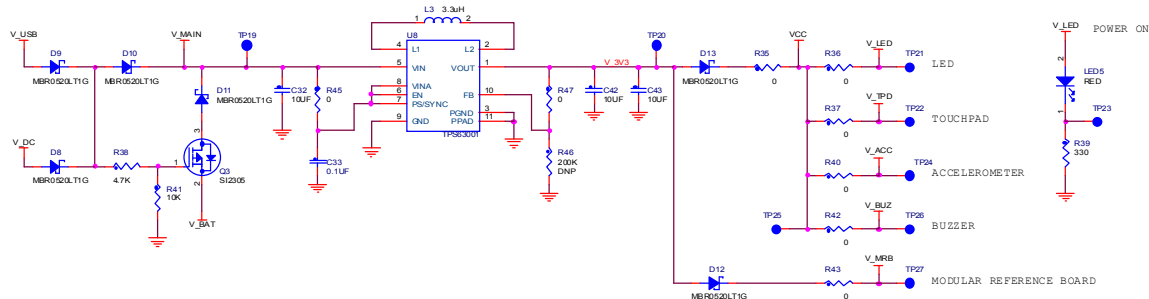 L3 3.3uH
1 2
V_USB
D9
MBR0520LT1G
D10
MBR0520LT1G
V_MAIN
TP19
D11
MBR0520LT1G
3
V_DC
D8
MBR0520LT1G
R38
4.7K
R41
10K
1
Q3
SI2305
2
V_BAT
C32
10UF
R45
0
C33
0.1UF
U8
4 L1 L2 2
5 VIN VOUT 1
8 VINA
6 EN FB 10
7 PS/SYNC
PGND 3
9 GND PPAD 11
TPS63001
R47
0
R46
200K
DNP
C42
10UF
C43
10UF
V_3V3
TP20
D13
MBR0520LT1G
R35
0
VCC
R36
0
V_LED
TP21
LED
R37
0
V_TPD
TP22
TOUCHPAD
R40
0
V_ACC
TP24
ACCELEROMETER
TP25
R42
0
V_BUZ
TP26
BUZZER
D12
MBR0520LT1G
R43
0
V_MRB
TP27
MODULAR REFERENCE BOARD
V_LED
POWER ON
2
LED5
RED
1
TP23
R39
330